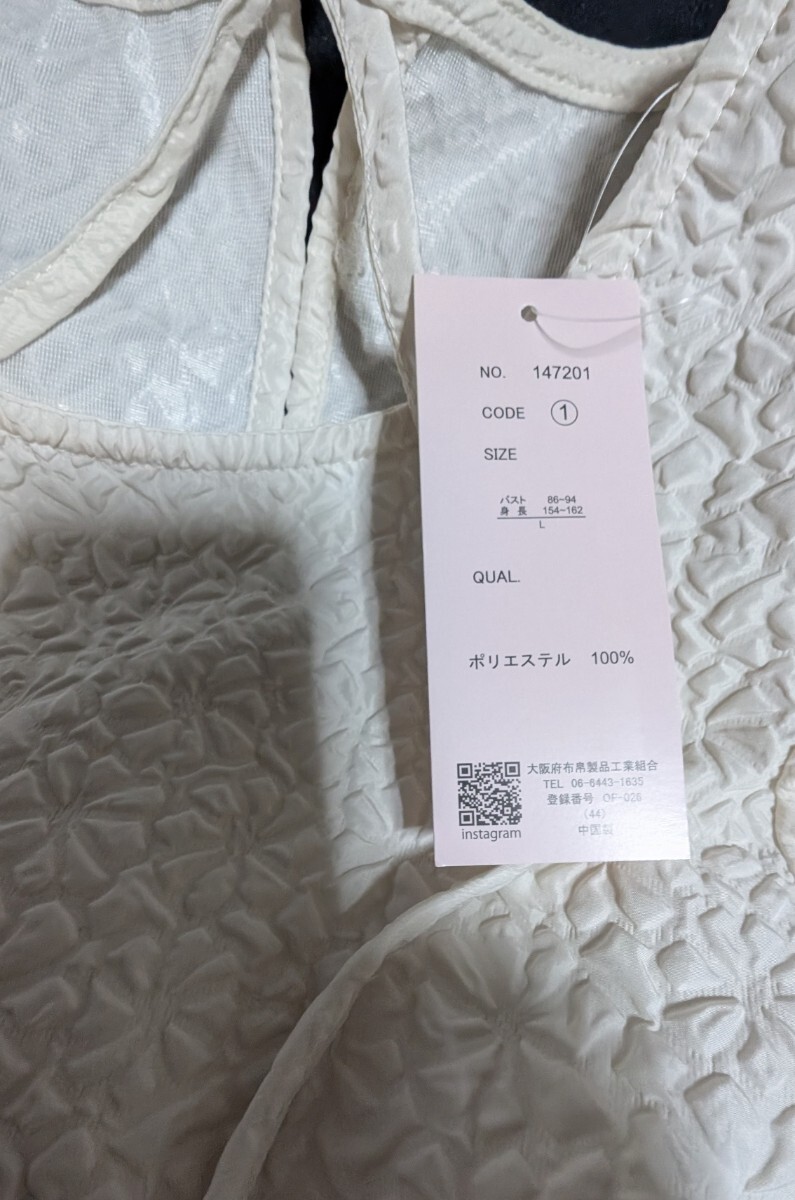 NO. 147201
CODE ①
SIZE
バスト 86~94
身長 154~162
L
QUAL.
ポリエステル 100%
大阪府布帛製品工業組合
TEL 06-6443-1635
登録番号 OF-026
(44)
中国製
instagram